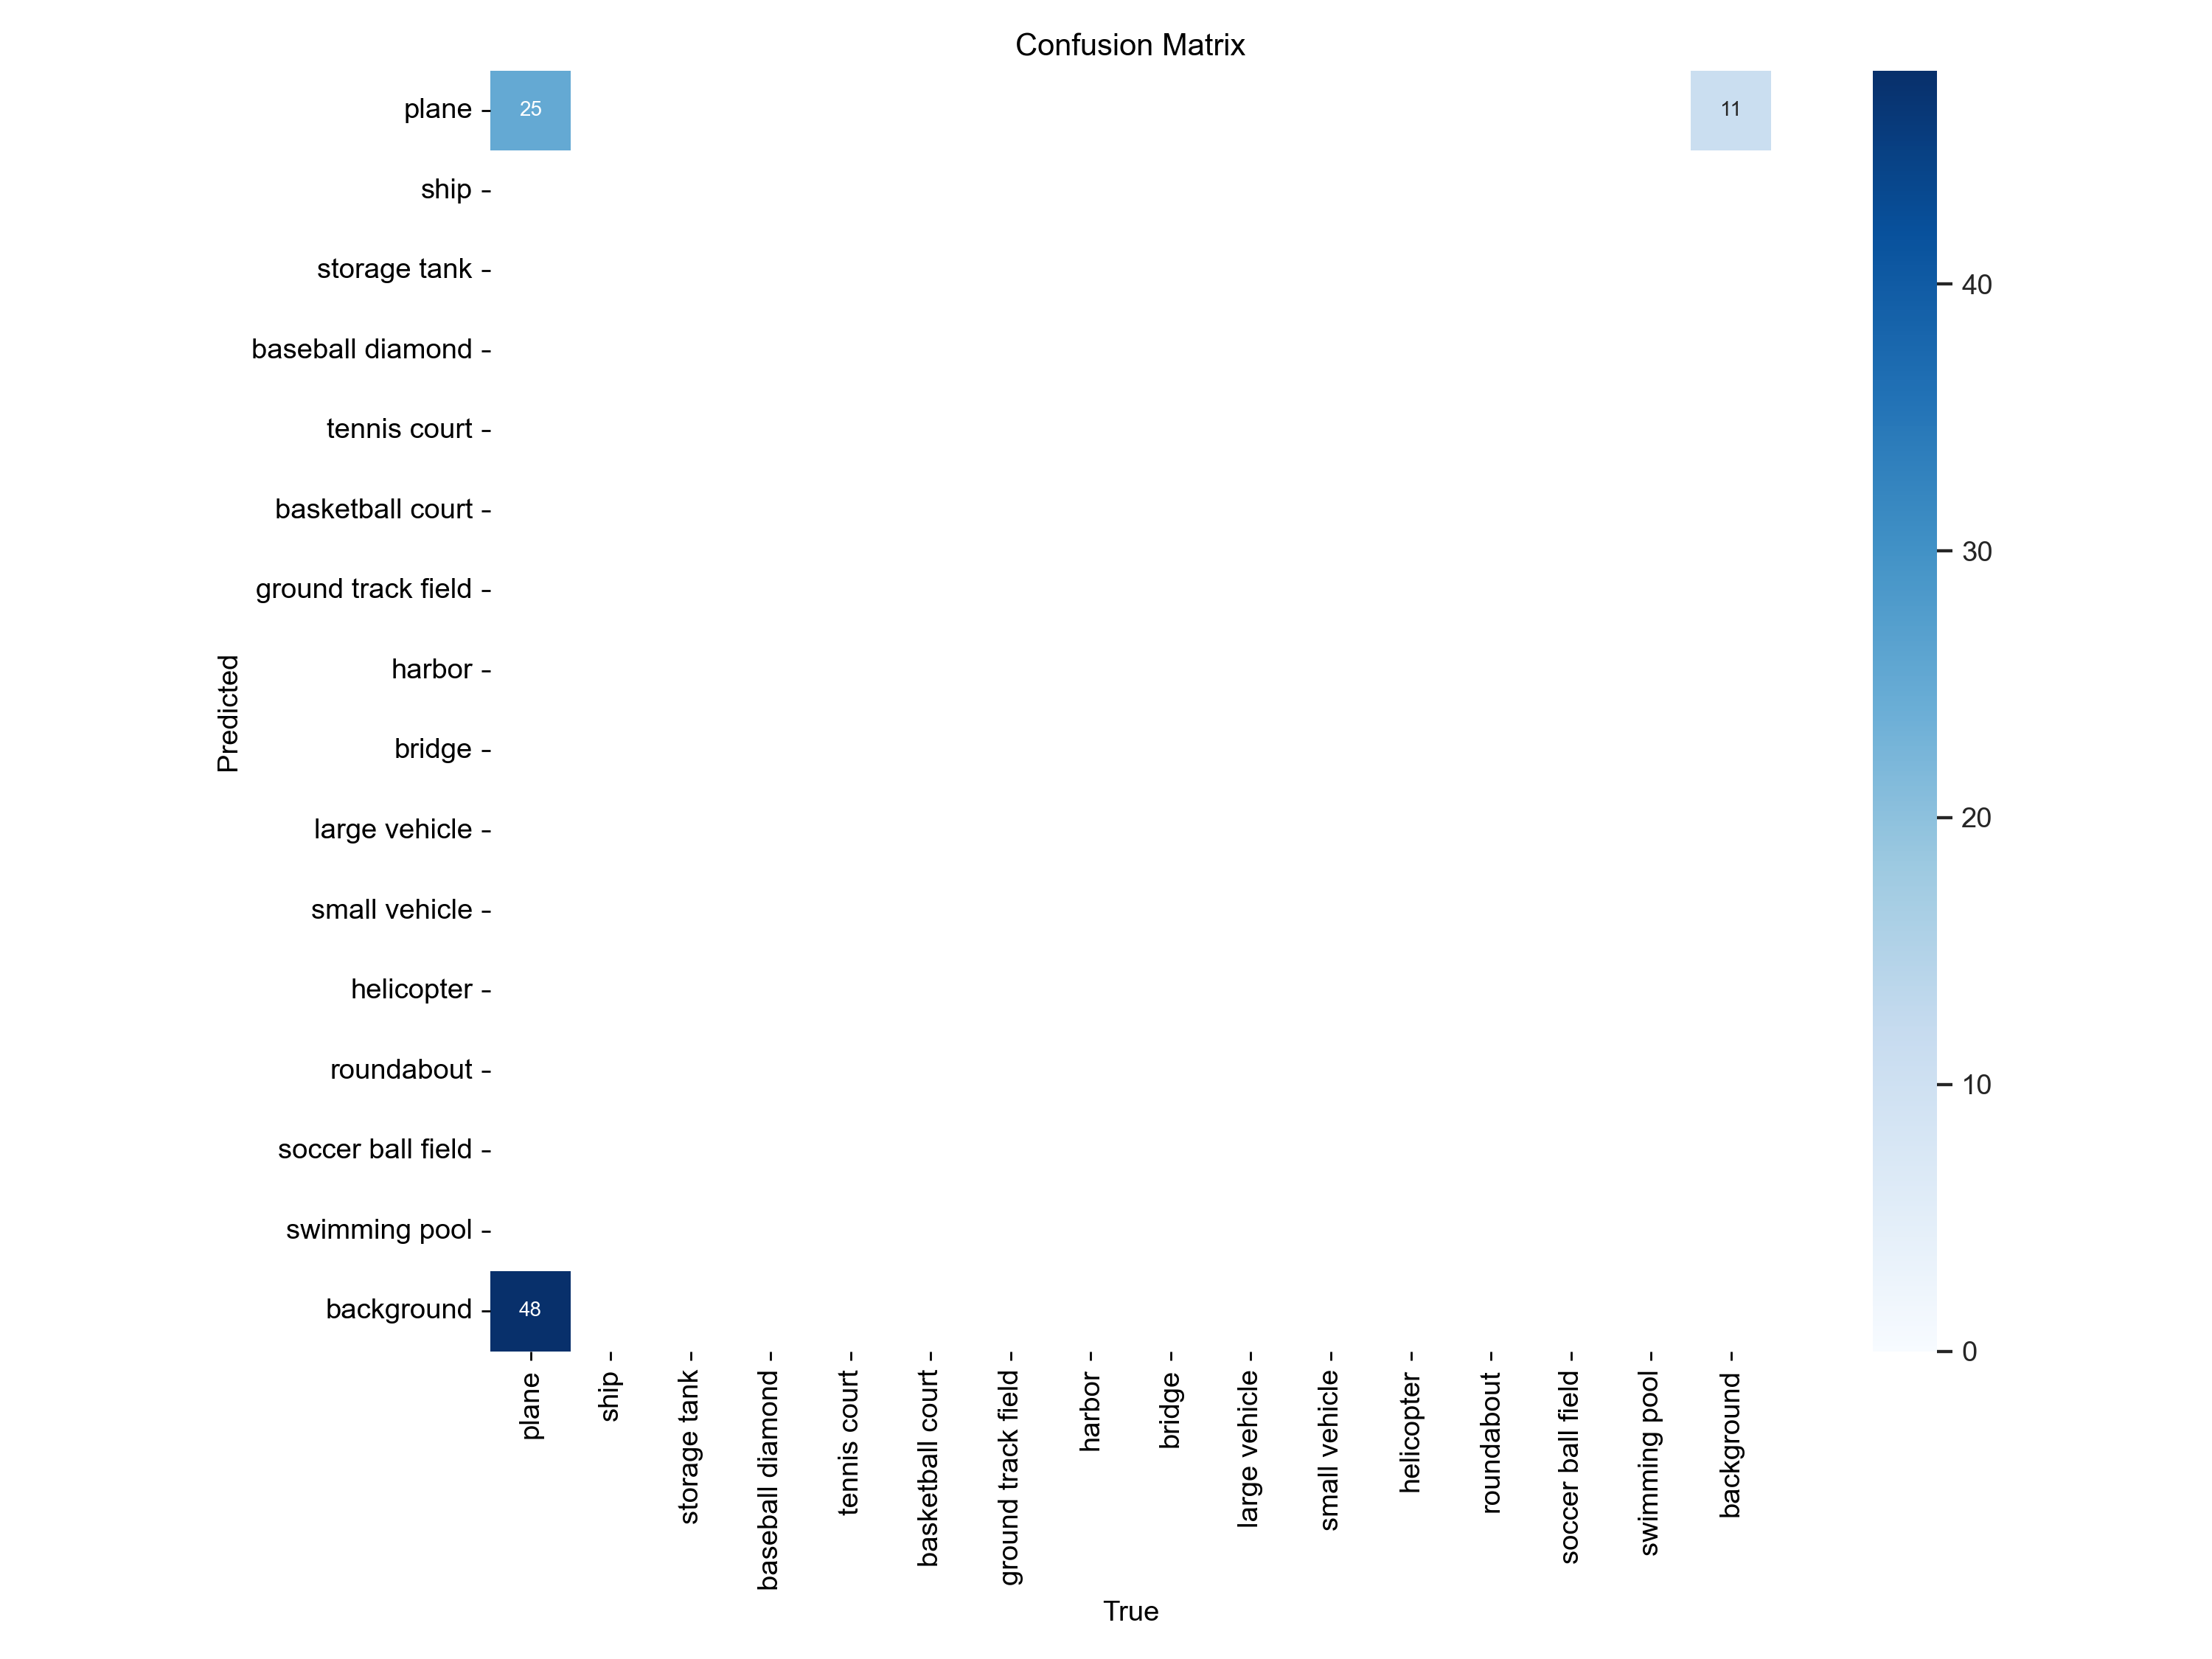 Confusion Matrix
Predicted
plane
25
11
ship
storage tank
baseball diamond
tennis court
basketball court
ground track field
harbor
bridge
large vehicle
small vehicle
helicopter
roundabout
soccer ball field
swimming pool
background
48
plane
ship
storage tank
baseball diamond
tennis court
basketball court
ground track field
harbor
bridge
large vehicle
small vehicle
helicopter
roundabout
soccer ball field
swimming pool
background
True
40
30
20
10
0